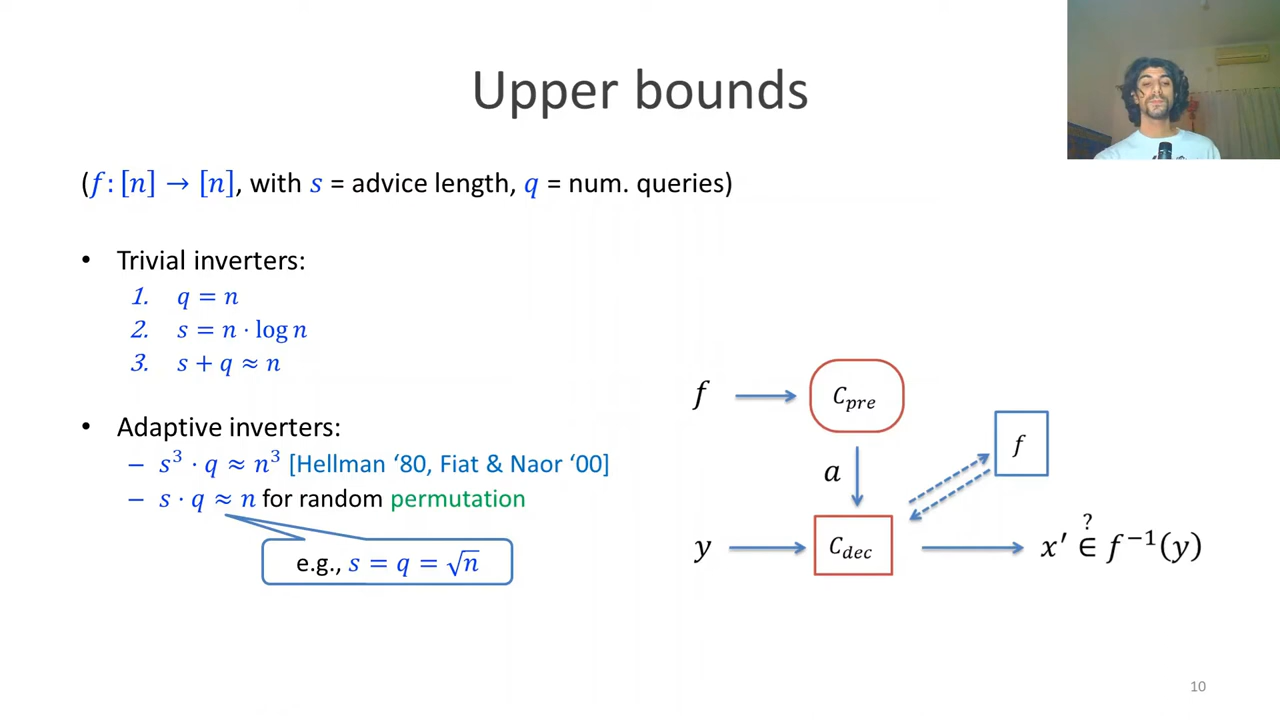 Upper bounds
(f: [n] → [n], with s = advice length, q = num. queries)
• Trivial inverters:
1. q = n
2. s = n · log n
3. s + q ≈ n
• Adaptive inverters:
– s³ · q ≈ n³ [Hellman ‘80, Fiat & Naor ‘00]
– s · q ≈ n for random permutation
e.g., s = q = √n
f
C_pre
f
a
y
C_dec
x′ ∈? f⁻¹(y)
10